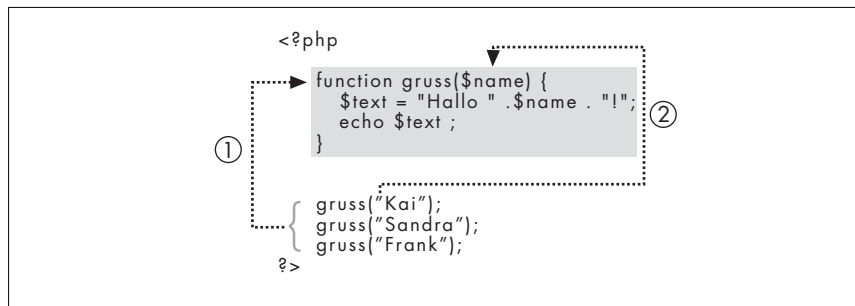 <?php
function gruss($name) {
$text = "Hallo " .$name . "!";
echo $text ;
}
①
②
gruss("Kai");
gruss("Sandra");
gruss("Frank");
?>